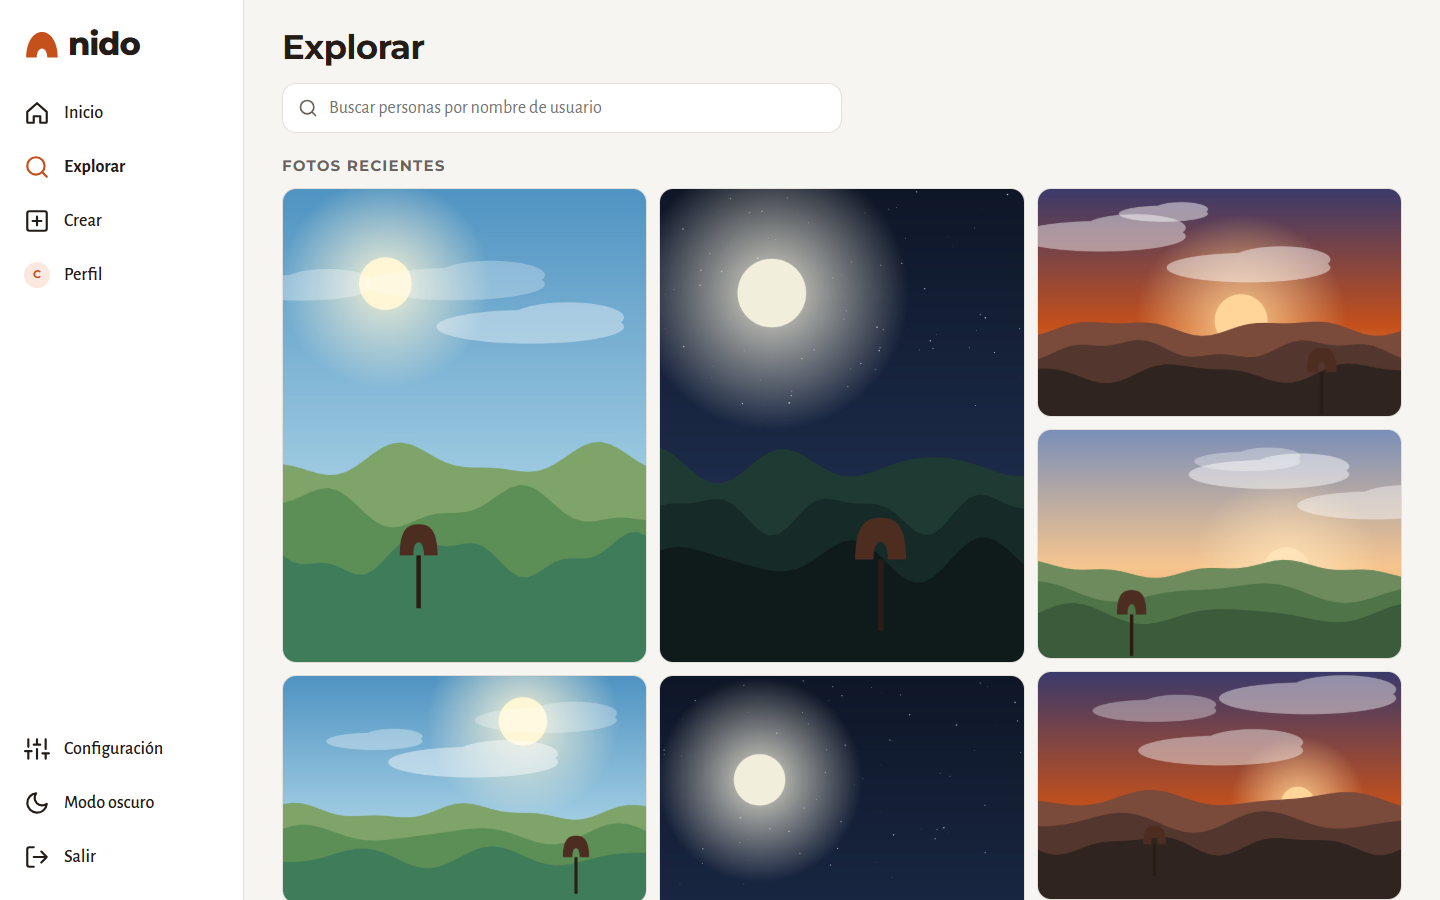 nido
Inicio
Explorar
Crear
C Perfil
Configuración
Modo oscuro
Salir
Explorar
Buscar personas por nombre de usuario
FOTOS RECIENTES